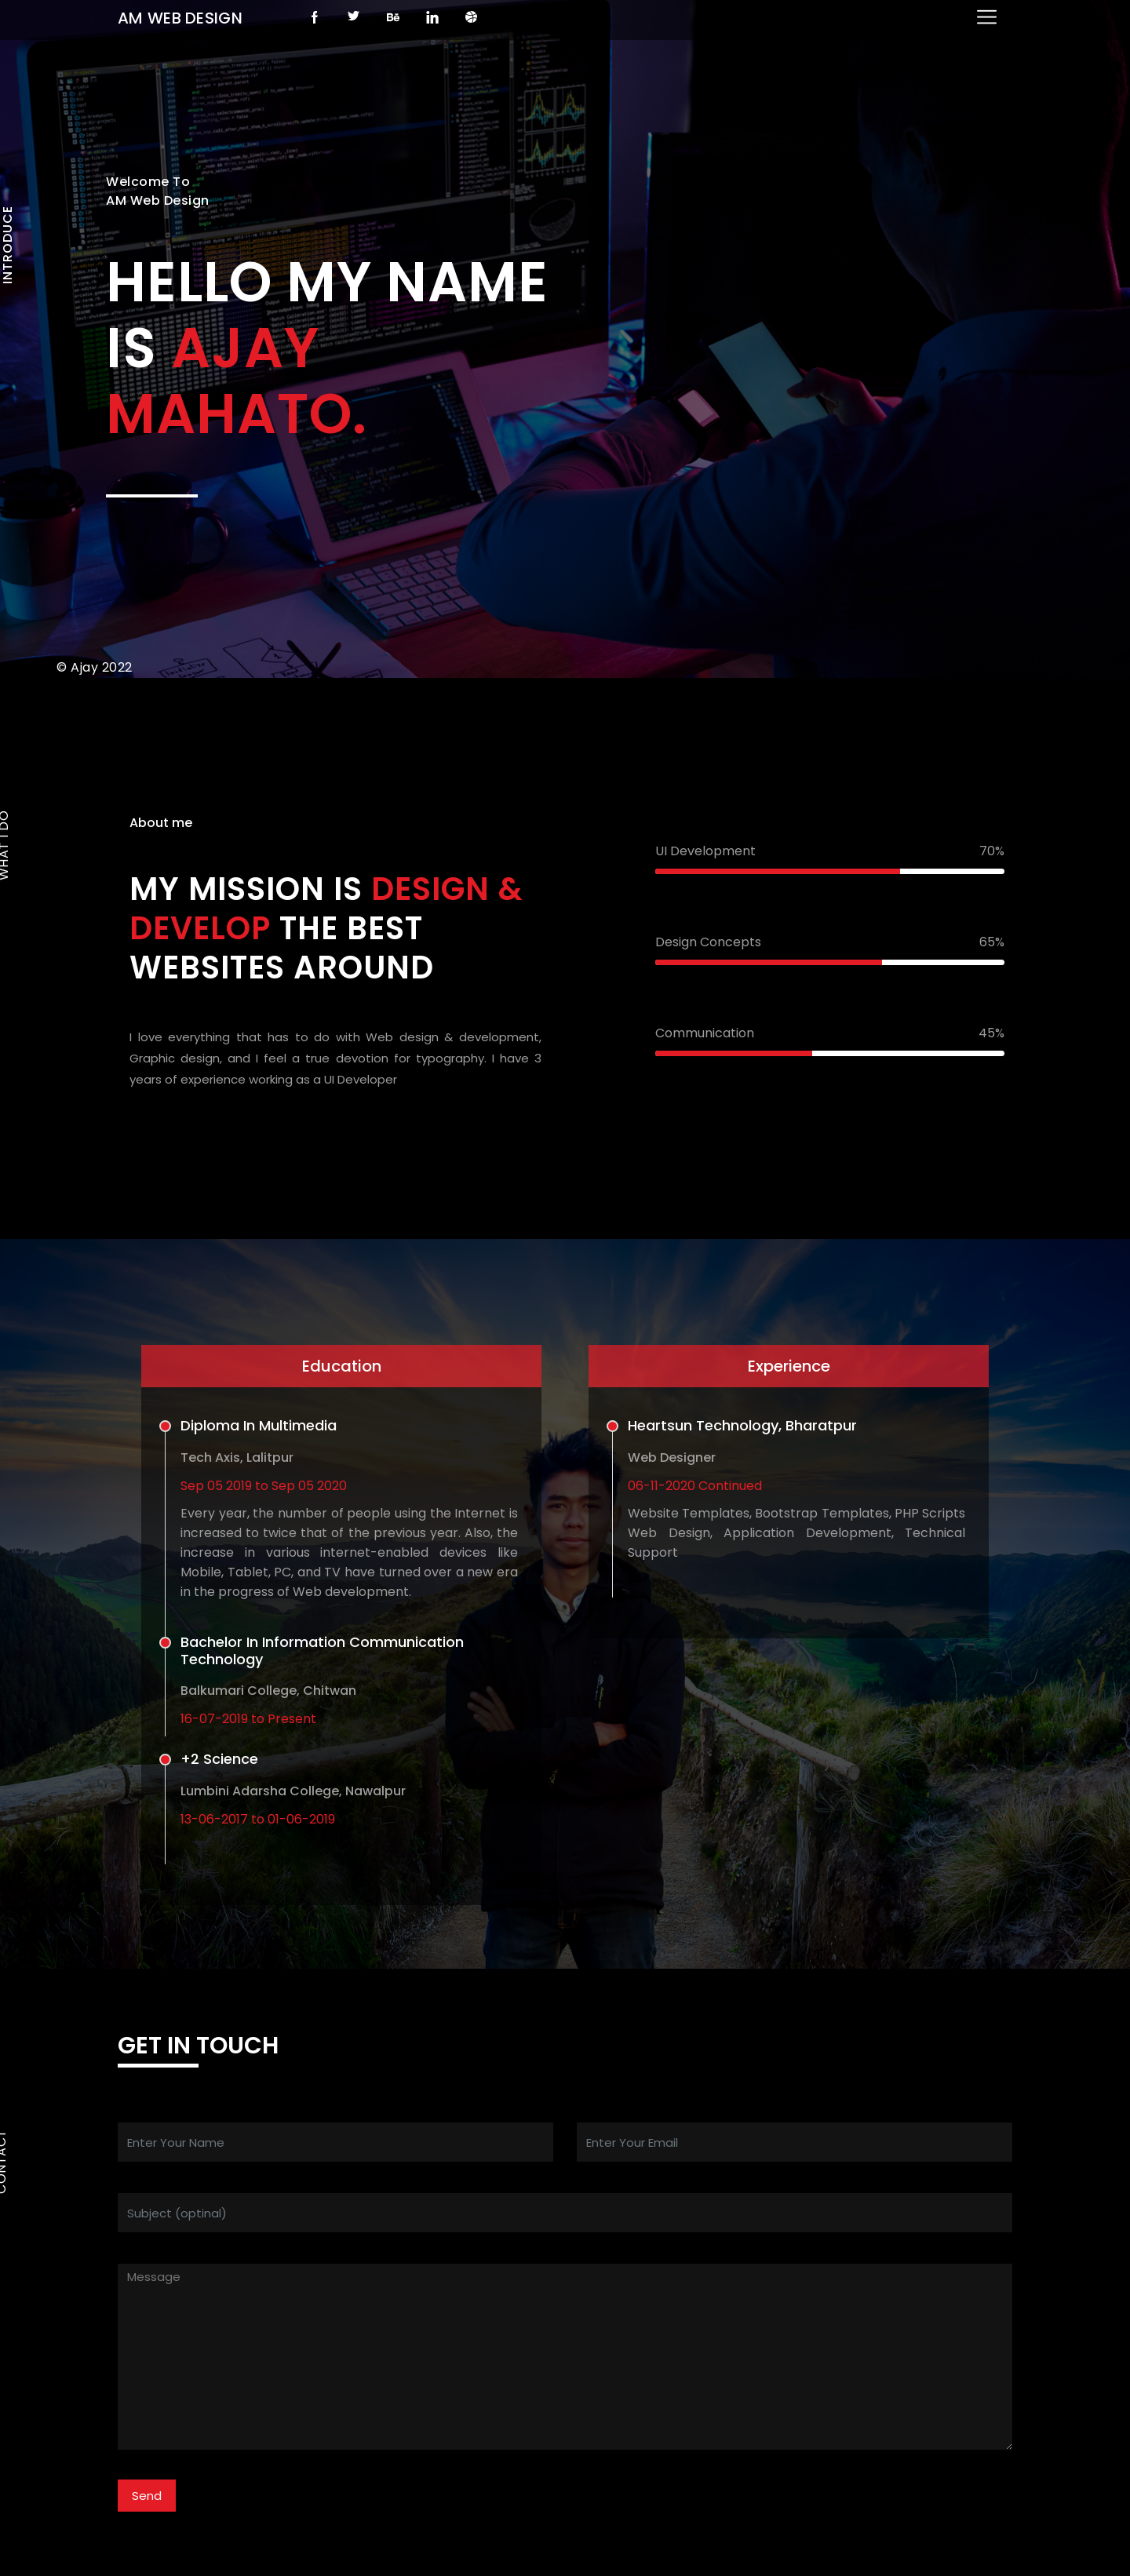 AM WEB DESIGN
Bē
in
INTRODUCE
Welcome To
AM Web Design
HELLO MY NAME
IS AJAY
MAHATO.
© Ajay 2022
WHAT I DO
About me
MY MISSION IS DESIGN &
DEVELOP THE BEST
WEBSITES AROUND
I love everything that has to do with Web design & development,
Graphic design, and I feel a true devotion for typography. I have 3
years of experience working as a UI Developer
UI Development 70%
Design Concepts 65%
Communication 45%
Education
Diploma In Multimedia
Tech Axis, Lalitpur
Sep 05 2019 to Sep 05 2020
Every year, the number of people using the Internet is
increased to twice that of the previous year. Also, the
increase in various internet-enabled devices like
Mobile, Tablet, PC, and TV have turned over a new era
in the progress of Web development.
Bachelor In Information Communication
Technology
Balkumari College, Chitwan
16-07-2019 to Present
+2 Science
Lumbini Adarsha College, Nawalpur
13-06-2017 to 01-06-2019
Experience
Heartsun Technology, Bharatpur
Web Designer
06-11-2020 Continued
Website Templates, Bootstrap Templates, PHP Scripts
Web Design, Application Development, Technical
Support
GET IN TOUCH
CONTACT
Enter Your Name
Enter Your Email
Subject (optinal)
Message
Send